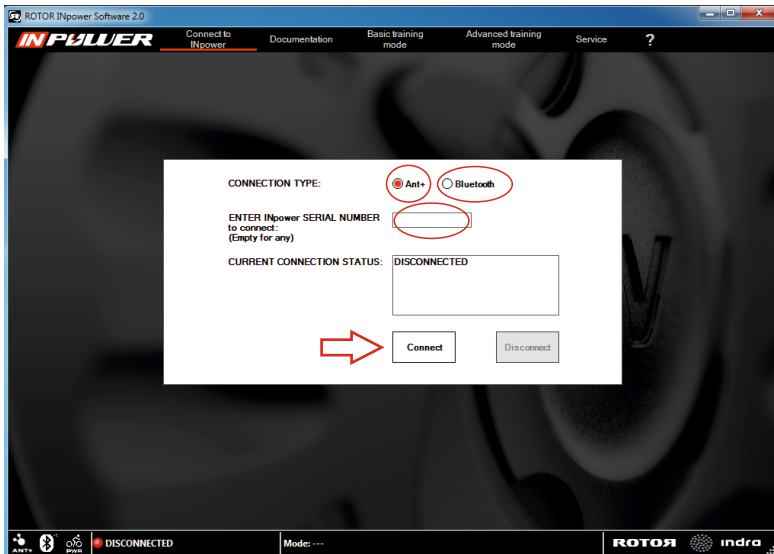 ROTOR INpower Software 2.0
INPOWER
Connect to
INpower
Documentation
Basic training
mode
Advanced training
mode
Service
?
CONNECTION TYPE:
Ant+
Bluetooth
ENTER INpower SERIAL NUMBER
to connect:
(Empty for any)
CURRENT CONNECTION STATUS:
DISCONNECTED
Connect
Disconnect
ANT+
PWR
DISCONNECTED
Mode: ---
ROTOR
indra